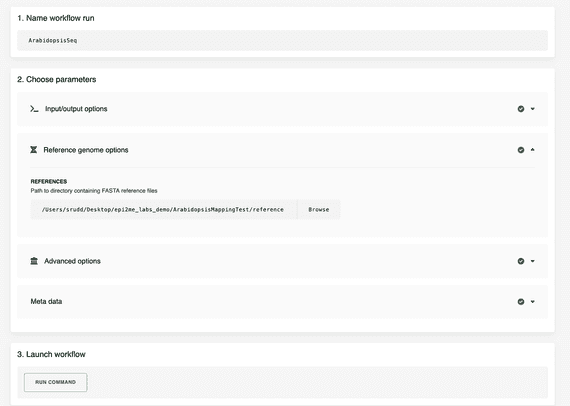 1. Name workflow run
ArabidopsisSeq
2. Choose parameters
Input/output options
Reference genome options
REFERENCES
Path to directory containing FASTA reference files
/Users/srudd/Desktop/epi2me_labs_demo/ArabidopsisMappingTest/reference
Browse
Advanced options
Meta data
3. Launch workflow
RUN COMMAND